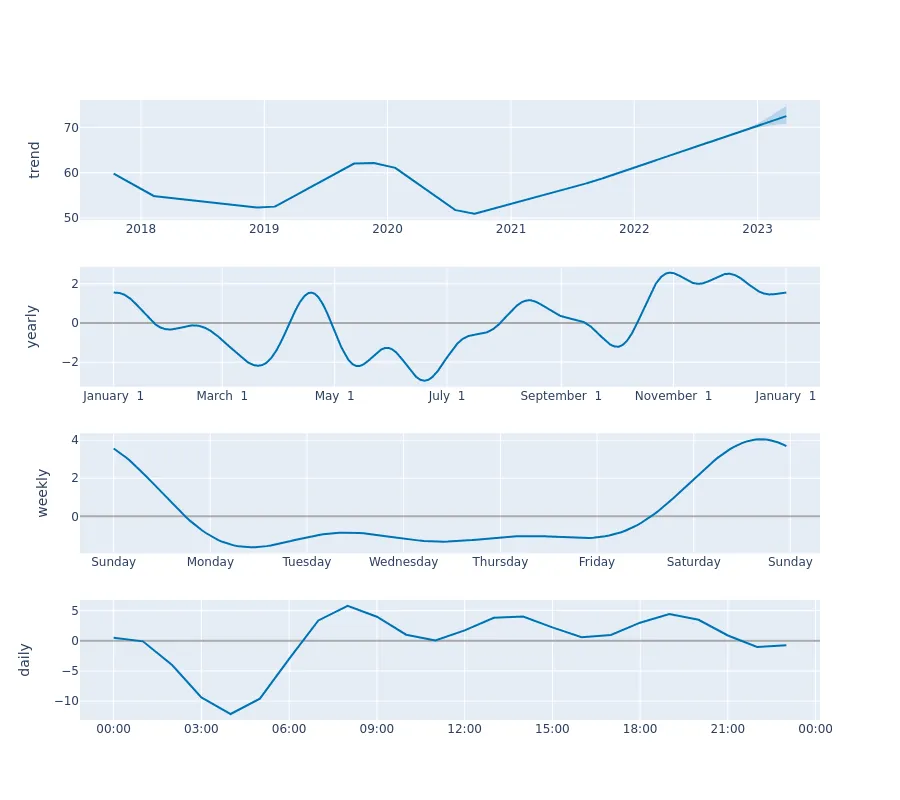 trend
70
60
50
2018 2019 2020 2021 2022 2023
yearly
2
0
−2
January 1 March 1 May 1 July 1 September 1 November 1 January 1
weekly
4
2
0
Sunday Monday Tuesday Wednesday Thursday Friday Saturday Sunday
daily
5
0
−5
−10
00:00 03:00 06:00 09:00 12:00 15:00 18:00 21:00 00:00